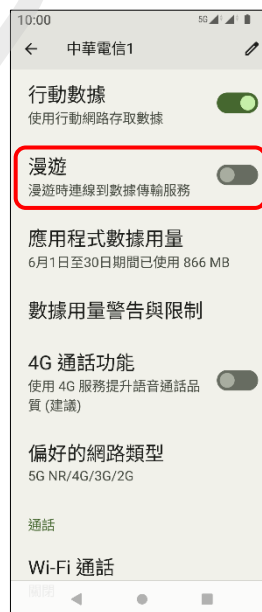 10:00
5G
中華電信1
行動數據
使用行動網路存取數據
漫遊
漫遊時連線到數據傳輸服務
應用程式數據用量
6月1日至30日期間已使用 866 MB
數據用量警告與限制
4G 通話功能
使用 4G 服務提升語音通話品
質 (建議)
偏好的網路類型
5G NR/4G/3G/2G
通話
Wi-Fi 通話